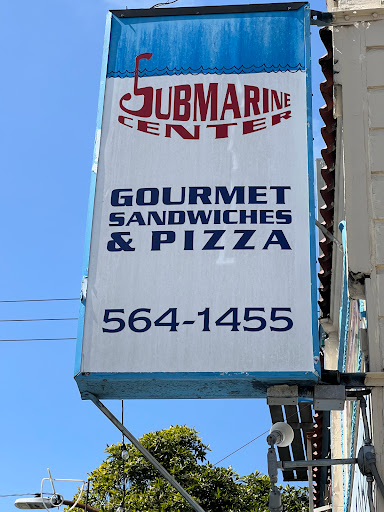 SUBMARINE
CENTER
GOURMET
SANDWICHES
& PIZZA
564-1455